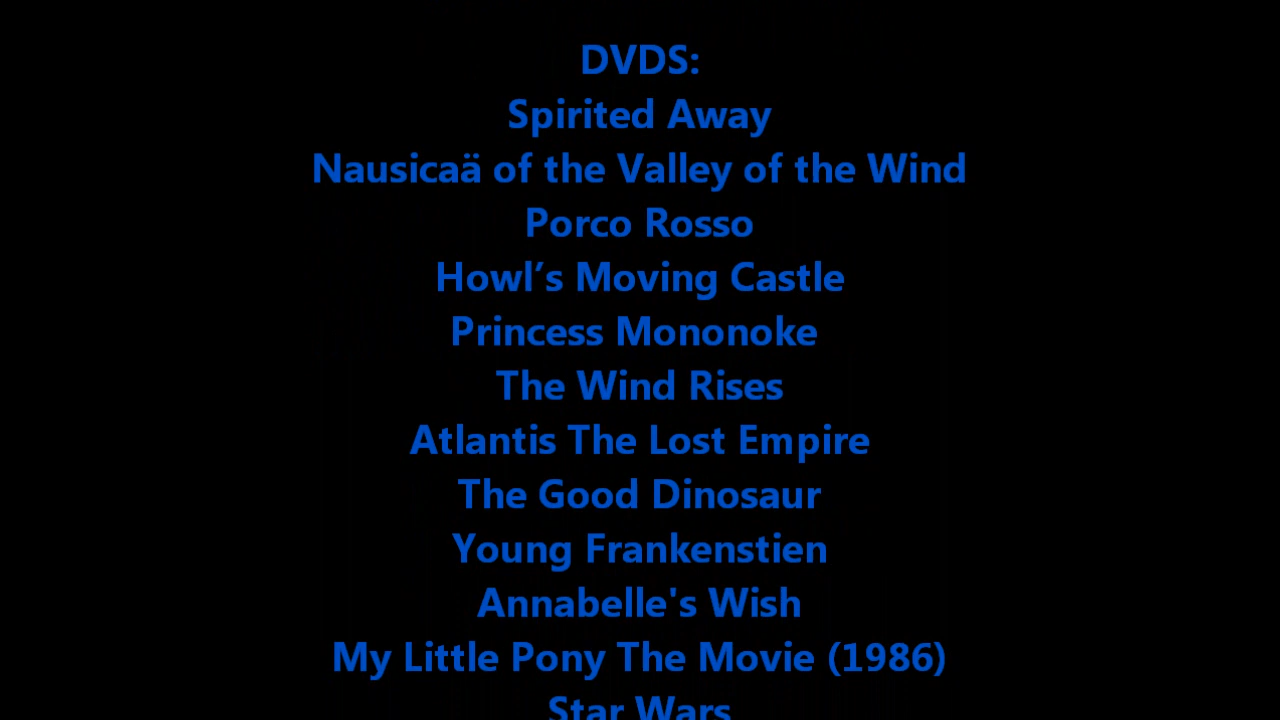 DVDS:
Spirited Away
Nausicaä of the Valley of the Wind
Porco Rosso
Howl’s Moving Castle
Princess Mononoke
The Wind Rises
Atlantis The Lost Empire
The Good Dinosaur
Young Frankenstien
Annabelle's Wish
My Little Pony The Movie (1986)
Star Wars